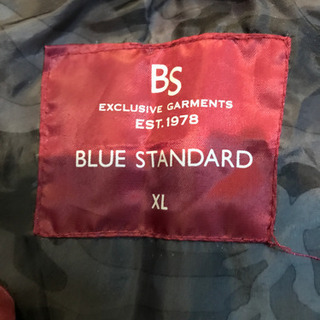 BS
EXCLUSIVE GARMENTS
EST. 1978
BLUE STANDARD
XL